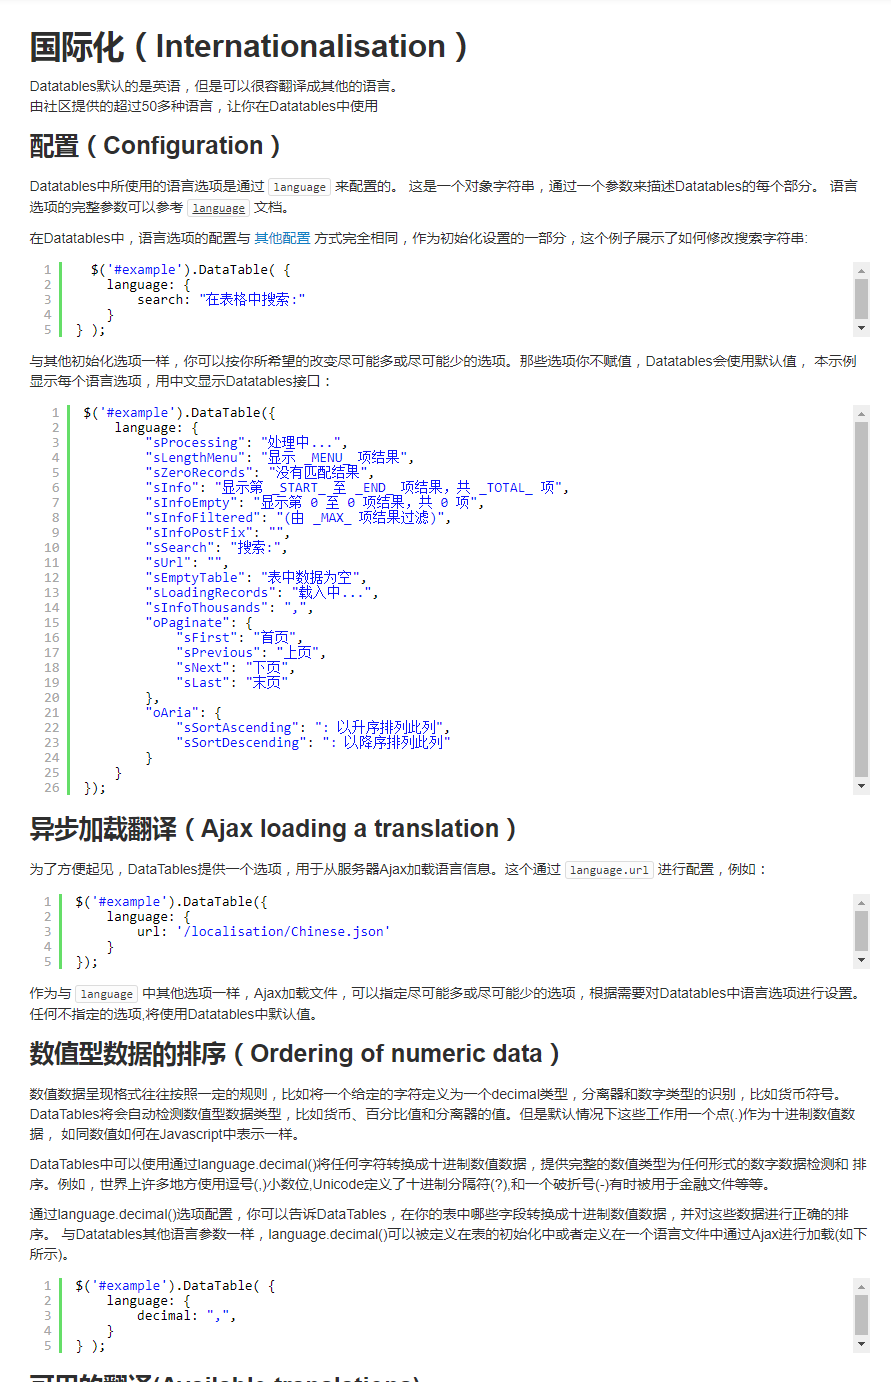 国际化（Internationalisation）
Datatables默认的是英语，但是可以很容翻译成其他的语言。
由社区提供的超过50多种语言，让你在Datatables中使用
配置（Configuration）
Datatables中所使用的语言选项是通过 language 来配置的。 这是一个对象字符串，通过一个参数来描述Datatables的每个部分。 语言
选项的完整参数可以参考 language 文档。
在Datatables中，语言选项的配置与 其他配置 方式完全相同，作为初始化设置的一部分，这个例子展示了如何修改搜索字符串:
1 $('#example').DataTable( {
2 language: {
3 search: "在表格中搜索:"
4 }
5 } );
与其他初始化选项一样，你可以按你所希望的改变尽可能多或尽可能少的选项。那些选项你不赋值，Datatables会使用默认值， 本示例
显示每个语言选项，用中文显示Datatables接口：
1 $('#example').DataTable({
2 language: {
3 "sProcessing": "处理中...",
4 "sLengthMenu": "显示 _MENU_ 项结果",
5 "sZeroRecords": "没有匹配结果",
6 "sInfo": "显示第 _START_ 至 _END_ 项结果，共 _TOTAL_ 项",
7 "sInfoEmpty": "显示第 0 至 0 项结果，共 0 项",
8 "sInfoFiltered": "(由 _MAX_ 项结果过滤)",
9 "sInfoPostFix": "",
10 "sSearch": "搜索:",
11 "sUrl": "",
12 "sEmptyTable": "表中数据为空",
13 "sLoadingRecords": "载入中...",
14 "sInfoThousands": ",",
15 "oPaginate": {
16 "sFirst": "首页",
17 "sPrevious": "上页",
18 "sNext": "下页",
19 "sLast": "末页"
20 },
21 "oAria": {
22 "sSortAscending": ": 以升序排列此列",
23 "sSortDescending": ": 以降序排列此列"
24 }
25 }
26 });
异步加载翻译（Ajax loading a translation）
为了方便起见，DataTables提供一个选项，用于从服务器Ajax加载语言信息。这个通过 language.url 进行配置，例如：
1 $('#example').DataTable({
2 language: {
3 url: '/localisation/Chinese.json'
4 }
5 });
作为与 language 中其他选项一样，Ajax加载文件，可以指定尽可能多或尽可能少的选项，根据需要对Datatables中语言选项进行设置。
任何不指定的选项,将使用Datatables中默认值。
数值型数据的排序（Ordering of numeric data）
数值数据呈现格式往往按照一定的规则，比如将一个给定的字符定义为一个decimal类型，分离器和数字类型的识别，比如货币符号。
DataTables将会自动检测数值型数据类型，比如货币、百分比值和分离器的值。但是默认情况下这些工作用一个点(.)作为十进制数值数
据， 如同数值如何在Javascript中表示一样。
DataTables中可以使用通过language.decimal()将任何字符转换成十进制数值数据，提供完整的数值类型为任何形式的数字数据检测和 排
序。例如，世界上许多地方使用逗号(,)小数位,Unicode定义了十进制分隔符(?),和一个破折号(-)有时被用于金融文件等等。
通过language.decimal()选项配置，你可以告诉DataTables，在你的表中哪些字段转换成十进制数值数据，并对这些数据进行正确的排
序。 与Datatables其他语言参数一样，language.decimal()可以被定义在表的初始化中或者定义在一个语言文件中通过Ajax进行加载(如下
所示)。
1 $('#example').DataTable( {
2 language: {
3 decimal: ",",
4 }
5 } );
可用的翻译(Available translations)